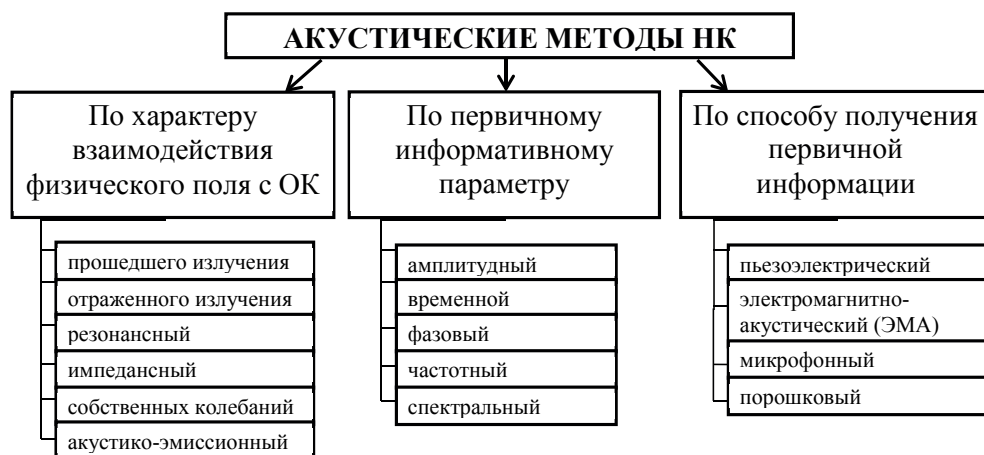 АКУСТИЧЕСКИЕ МЕТОДЫ НК
По характеру
взаимодействия
физического поля с ОК
прошедшего излучения
отраженного излучения
резонансный
импедансный
собственных колебаний
акустико-эмиссионный
По первичному
информативному
параметру
амплитудный
временной
фазовый
частотный
спектральный
По способу получения
первичной
информации
пьезоэлектрический
электромагнитно-
акустический (ЭМА)
микрофонный
порошковый